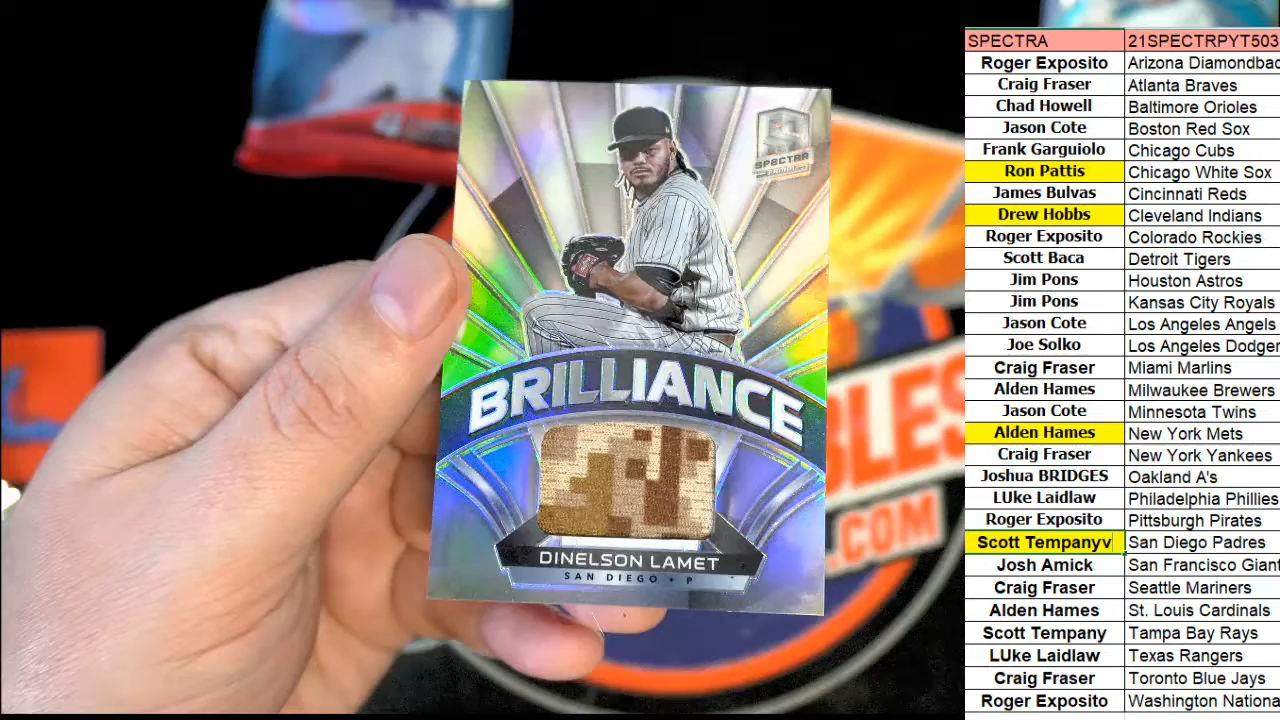 SPECTRA
BRILLIANCE
DINELSON LAMET
SAN DIEGO • P
BLES
.COM
SPECTRA 21SPECTRPYT503
Roger Exposito Arizona Diamondbac
Craig Fraser Atlanta Braves
Chad Howell Baltimore Orioles
Jason Cote Boston Red Sox
Frank Garguiolo Chicago Cubs
Ron Pattis Chicago White Sox
James Bulvas Cincinnati Reds
Drew Hobbs Cleveland Indians
Roger Exposito Colorado Rockies
Scott Baca Detroit Tigers
Jim Pons Houston Astros
Jim Pons Kansas City Royals
Jason Cote Los Angeles Angels
Joe Solko Los Angeles Dodger
Craig Fraser Miami Marlins
Alden Hames Milwaukee Brewers
Jason Cote Minnesota Twins
Alden Hames New York Mets
Craig Fraser New York Yankees
Joshua BRIDGES Oakland A's
LUke Laidlaw Philadelphia Phillies
Roger Exposito Pittsburgh Pirates
Scott Tempanyv San Diego Padres
Josh Amick San Francisco Giant
Craig Fraser Seattle Mariners
Alden Hames St. Louis Cardinals
Scott Tempany Tampa Bay Rays
LUke Laidlaw Texas Rangers
Craig Fraser Toronto Blue Jays
Roger Exposito Washington Nationa